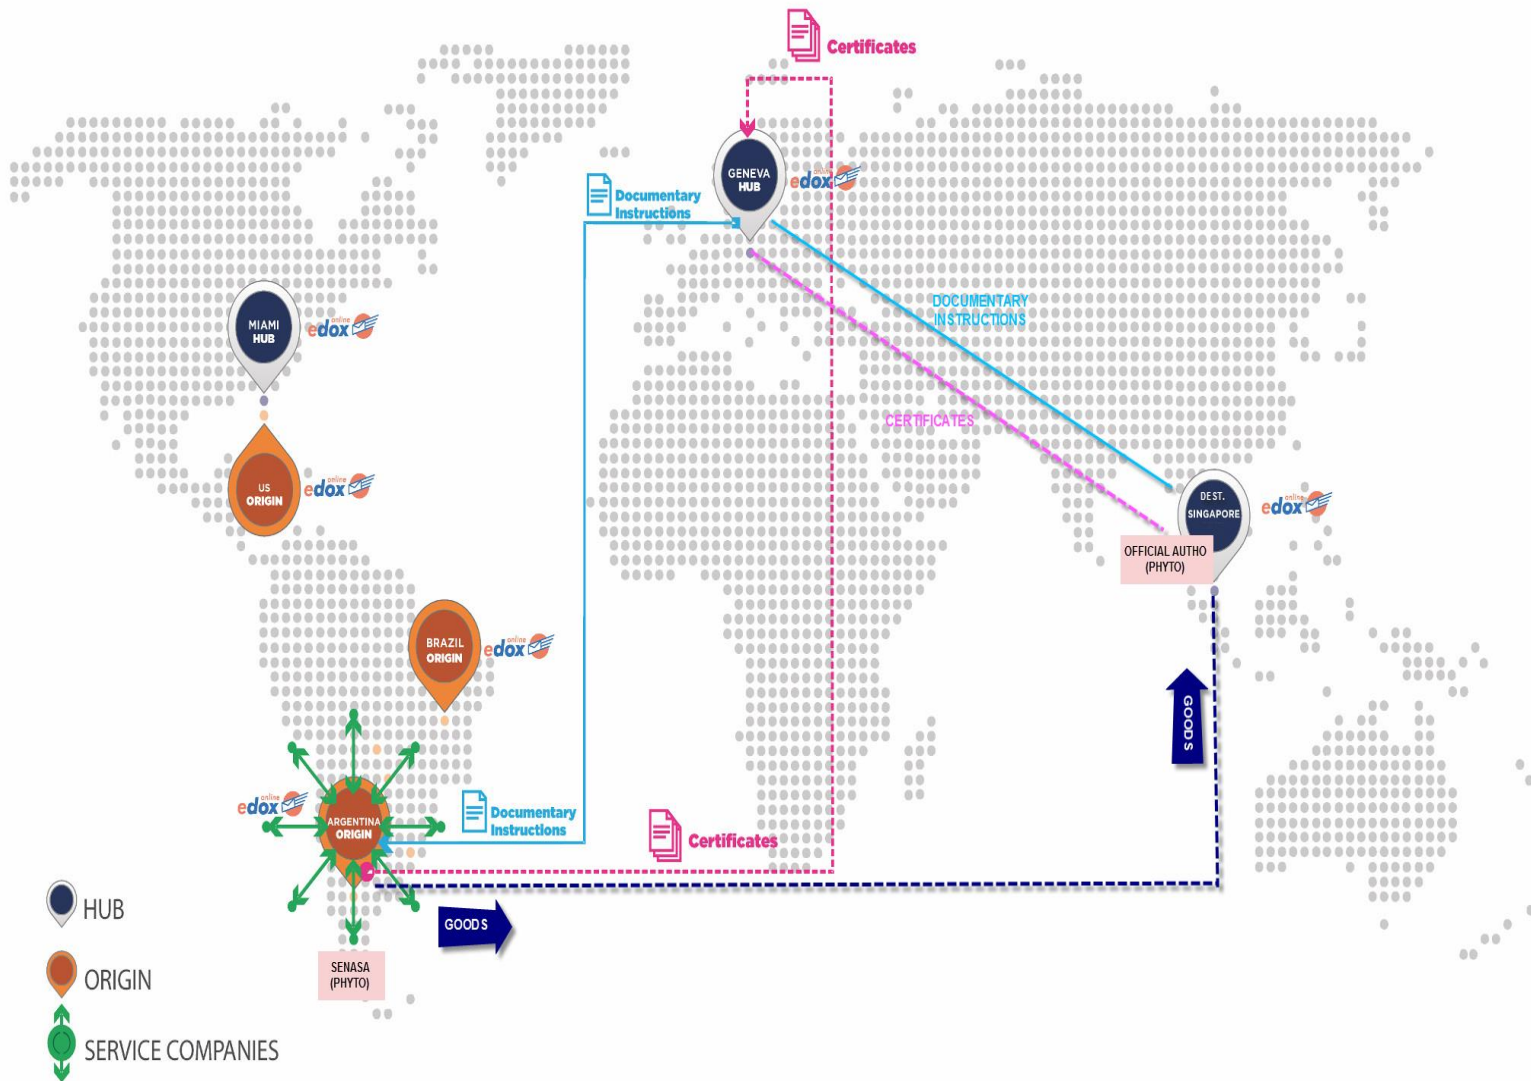 Certificates
GENEVA
HUB
online
edox
Documentary
Instructions
MIAMI
HUB
online
edox
DOCUMENTARY
INSTRUCTIONS
CERTIFICATES
US
ORIGIN
online
edox
DEST.
SINGAPORE
online
edox
OFFICIAL AUTHO
(PHYTO)
BRAZIL
ORIGIN
online
edox
GOODS
online
edox
ARGENTINA
ORIGIN
Documentary
Instructions
Certificates
GOODS
SENASA
(PHYTO)
HUB
ORIGIN
SERVICE COMPANIES